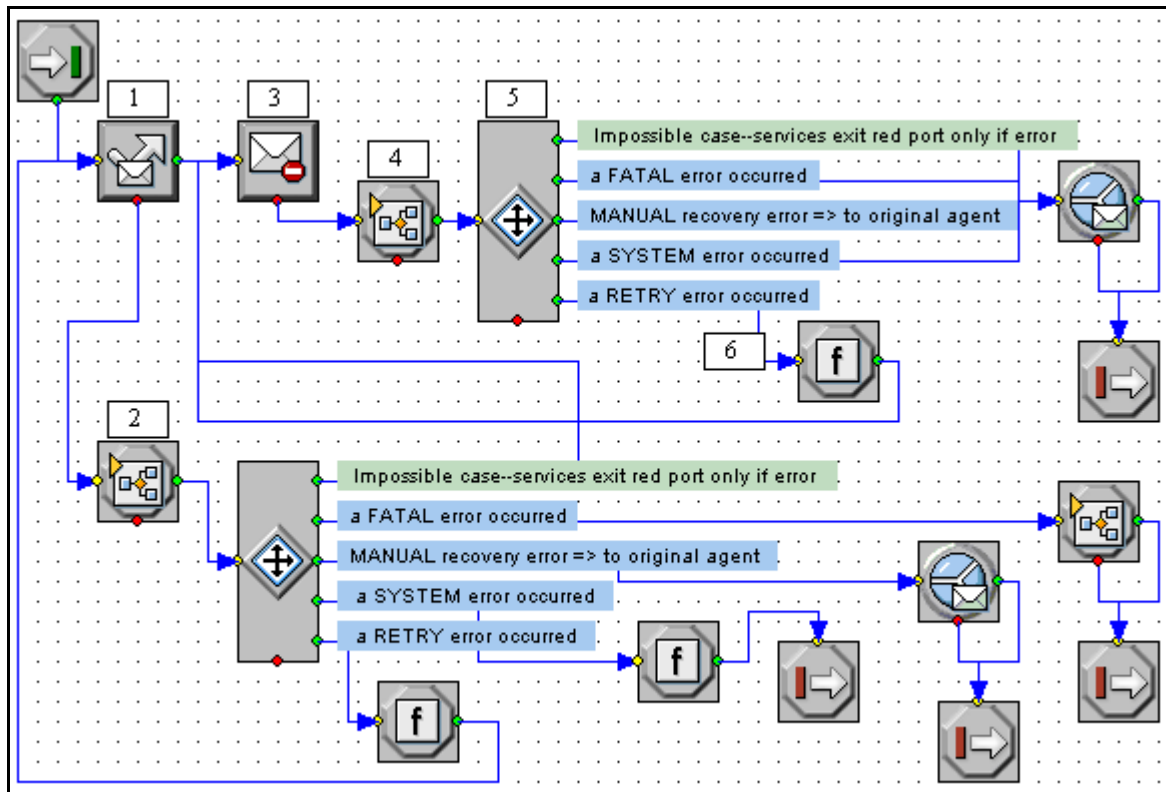 1
3
5
Impossible case--services exit red port only if error
4
a FATAL error occurred
MANUAL recovery error => to original agent
a SYSTEM error occurred
a RETRY error occurred
6
f
2
Impossible case--services exit red port only if error
a FATAL error occurred
MANUAL recovery error => to original agent
a SYSTEM error occurred
a RETRY error occurred
f
f